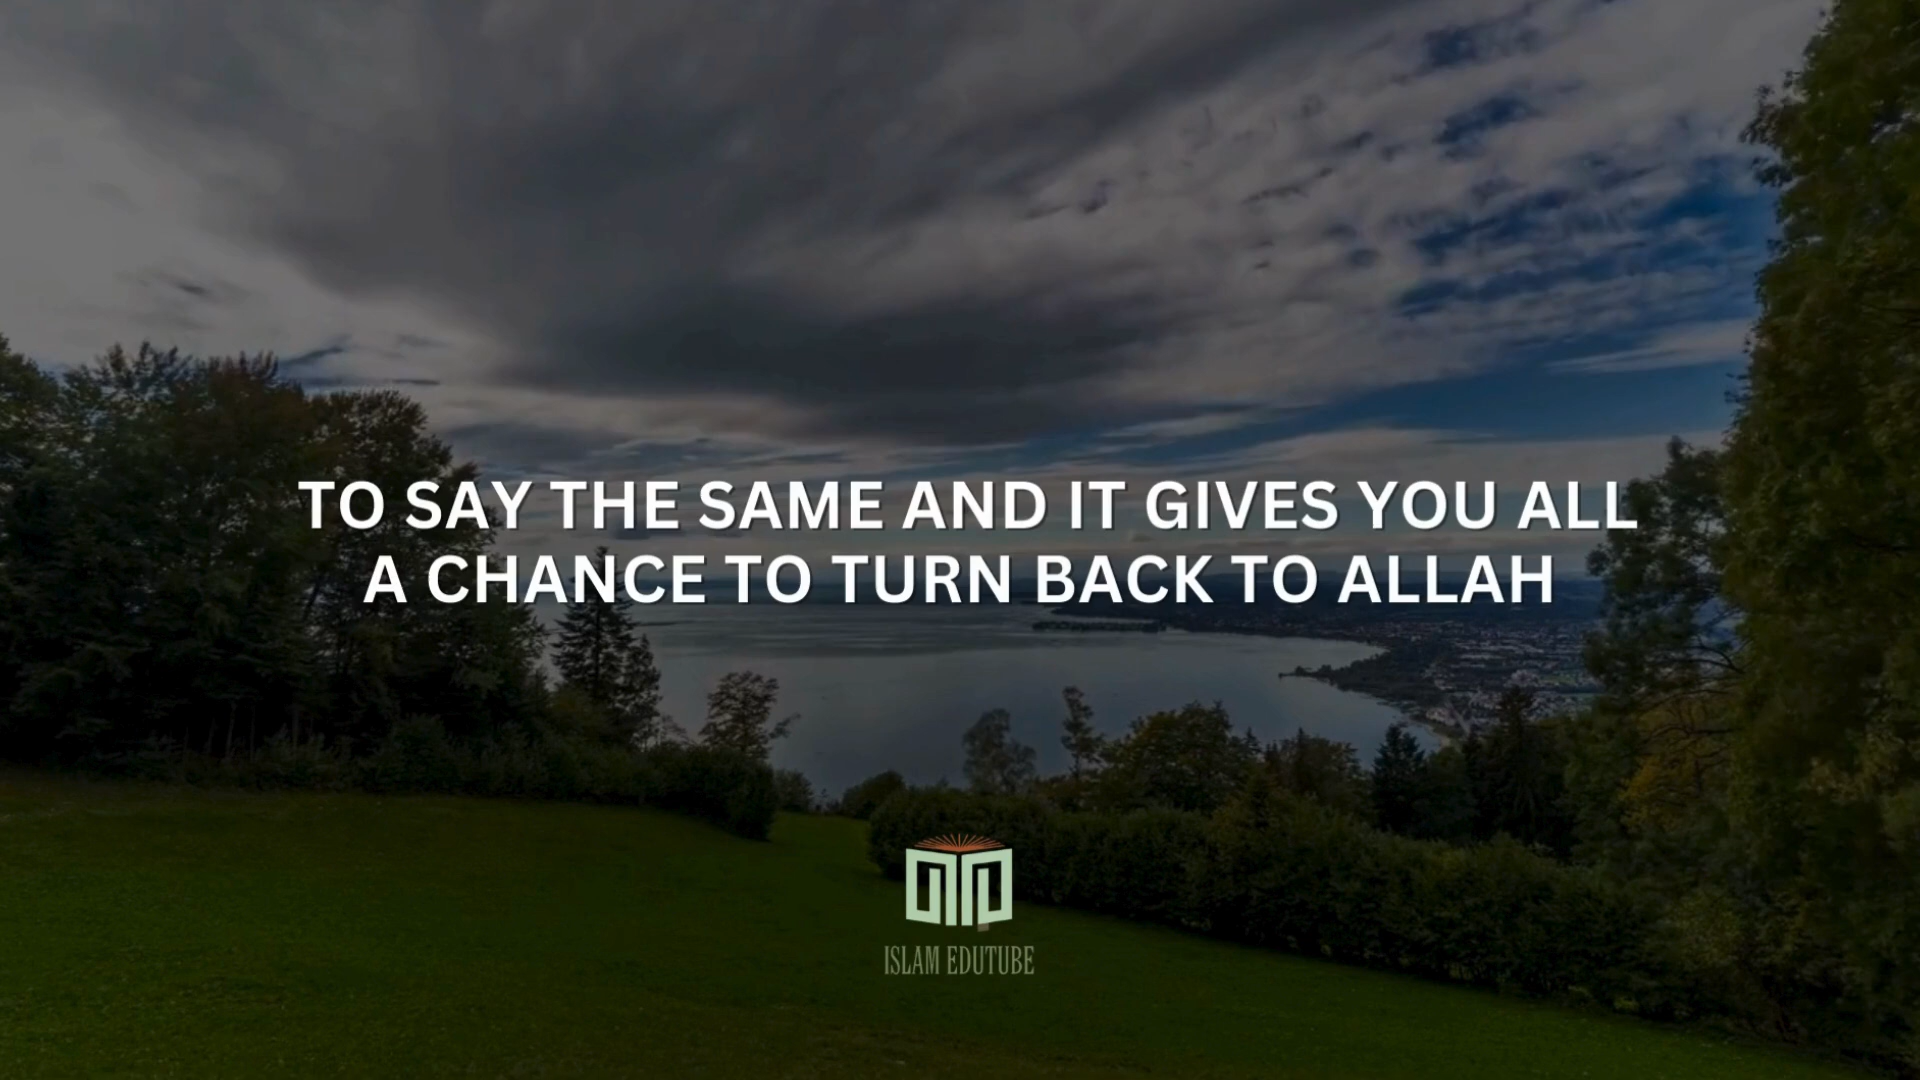 TO SAY THE SAME AND IT GIVES YOU ALL
A CHANCE TO TURN BACK TO ALLAH
ISLAM EDUTUBE